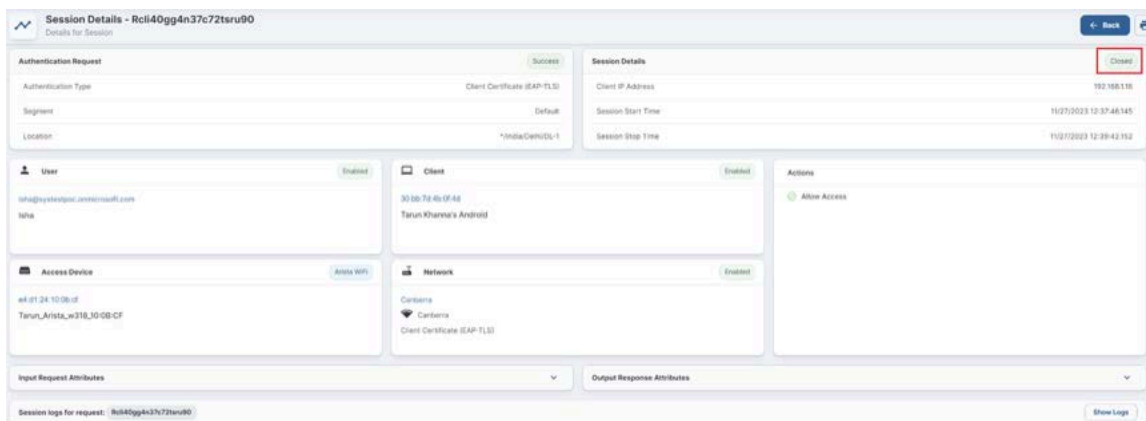 Session Details - Rcli40gg4n37c72tsru90
Details for Session
← Back
Authentication Request
Success
Authentication Type
Client Certificate (EAP-TLS)
Segment
Default
Location
*/India/Delhi/DL-1
Session Details
Closed
Client IP Address
192.168.1.16
Session Start Time
11/27/2023 12:37:46.145
Session Stop Time
11/27/2023 12:39:42.152
User
Enabled
isha@systestpoc.onmicrosoft.com
Isha
Client
Enabled
30:bb:7d:4b:0f:4d
Tarun Khanna's Android
Actions
Allow Access
Access Device
Arista WiFi
e4:d1:24:10:0b:cf
Tarun_Arista_w318_10:0B:CF
Network
Enabled
Canberra
Canberra
Client Certificate (EAP-TLS)
Input Request Attributes
Output Response Attributes
Session logs for request: Rcli40gg4n37c72tsru90
Show Logs